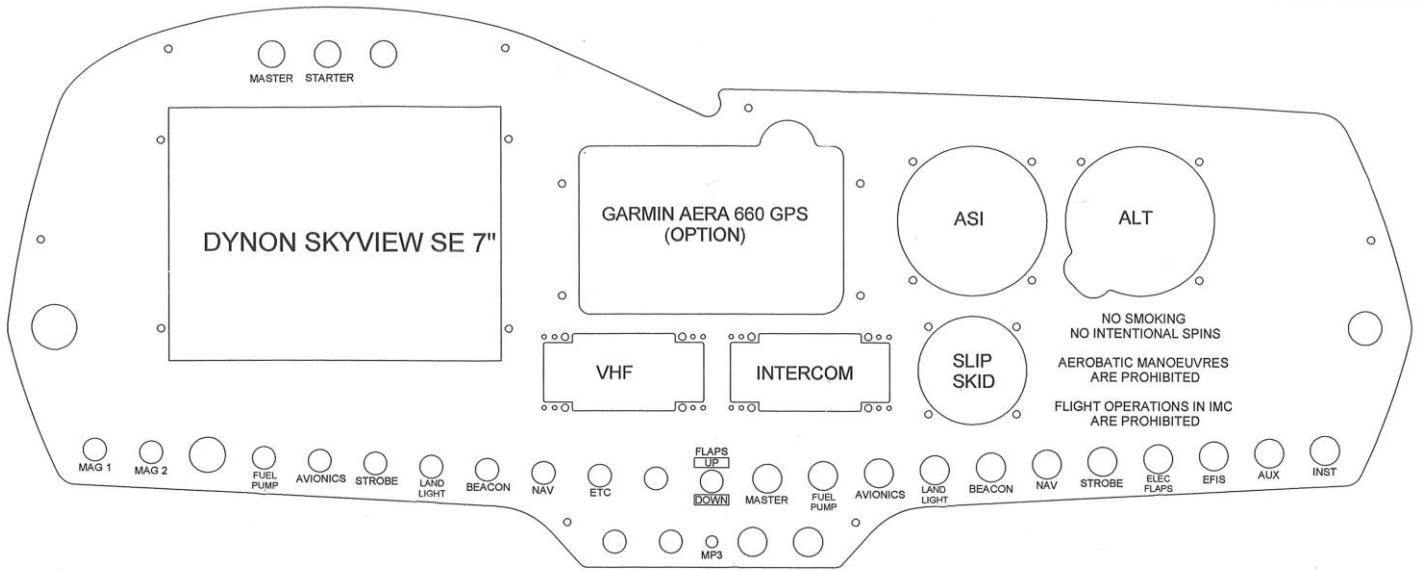 MASTER
STARTER
DYNON SKYVIEW SE 7"
GARMIN AERA 660 GPS
(OPTION)
ASI
ALT
NO SMOKING
NO INTENTIONAL SPINS
AEROBATIC MANOEUVRES
ARE PROHIBITED
FLIGHT OPERATIONS IN IMC
ARE PROHIBITED
VHF
INTERCOM
SLIP
SKID
MAG 1
MAG 2
FUEL
PUMP
AVIONICS
STROBE
LAND
LIGHT
BEACON
NAV
ETC
FLAPS
UP
DOWN
MASTER
FUEL
PUMP
AVIONICS
LAND
LIGHT
BEACON
NAV
STROBE
ELEC
FLAPS
EFIS
AUX
INST
MP3